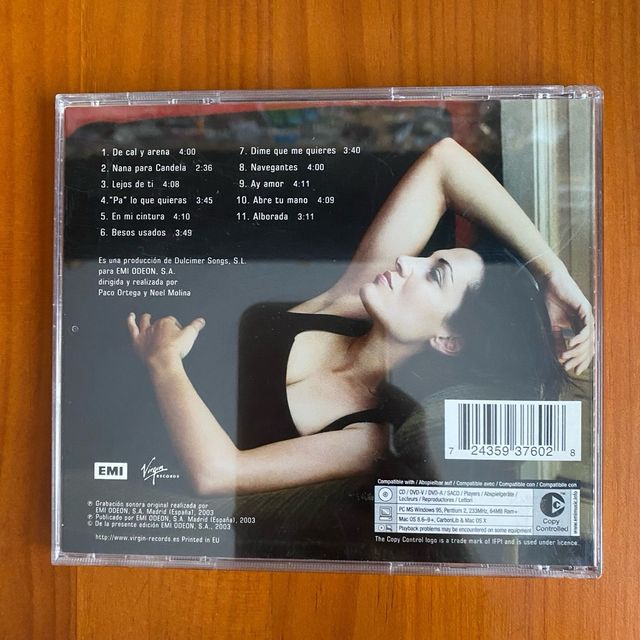 1. De cal y arena 4:00
2. Nana para Candela 2:36
3. Lejos de ti 4:08
4."Pa" lo que quieras 3:45
5. En mi cintura 4:10
6. Besos usados 3:49
7. Dime que me quieres 3:40
8. Navegantes 4:00
9. Ay amor 4:11
10. Abre tu mano 4:09
11. Alborada 3:11
Es una producción de Dulcimer Songs, S.L.
para EMI ODEON, S.A.
dirigida y realizada por
Paco Ortega y Noel Molina
EMI
Virgin
RECORDS
℗ Grabación sonora original realizada por
EMI ODEON, S.A. Madrid (España), 2003
℗ Publicado por EMI ODEON, S.A. Madrid (España), 2003
© De la presente edición EMI ODEON, S.A., 2003
http://www.virgin-records.es Printed in EU
7 24359 37602 8
Compatible with / Abspielbar auf / Compatible avec / Compatible con / Compatibile con
CD / DVD-V / DVD-A / SACD / Players / Abspielgeräte /
Lecteurs / Reproductores / Lettori
PC MS Windows 95, Pentium 2, 233MHz, 64MB Ram+
Mac OS 8.6-9+, CarbonLib & Mac OS X
Playback problems may be encountered on some equipment
Copy
Controlled
The Copy Control logo is a trade mark of IFPI and is used under licence.